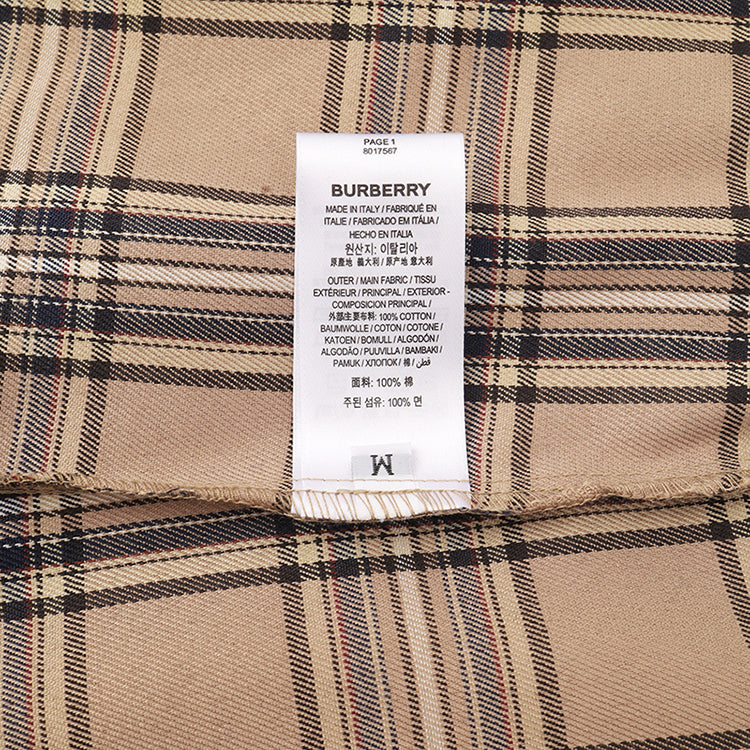 PAGE 1
8017567
BURBERRY
MADE IN ITALY / FABRIQUÉ EN
ITALIE / FABRICADO EM ITÁLIA /
HECHO EN ITALIA
원산지: 이탈리아
原產地 義大利 / 原产地 意大利
OUTER / MAIN FABRIC / TISSU
EXTÉRIEUR / PRINCIPAL / EXTERIOR -
COMPOSICION PRINCIPAL /
外部主要布料: 100% COTTON /
BAUMWOLLE / COTON / COTONE /
KATOEN / BOMULL / ALGODÓN /
ALGODÃO / PUUVILLA / BAMBAKI /
PAMUK / ХЛОПОК / 棉 / قطن /
面料: 100% 棉
주된 섬유: 100% 면
M